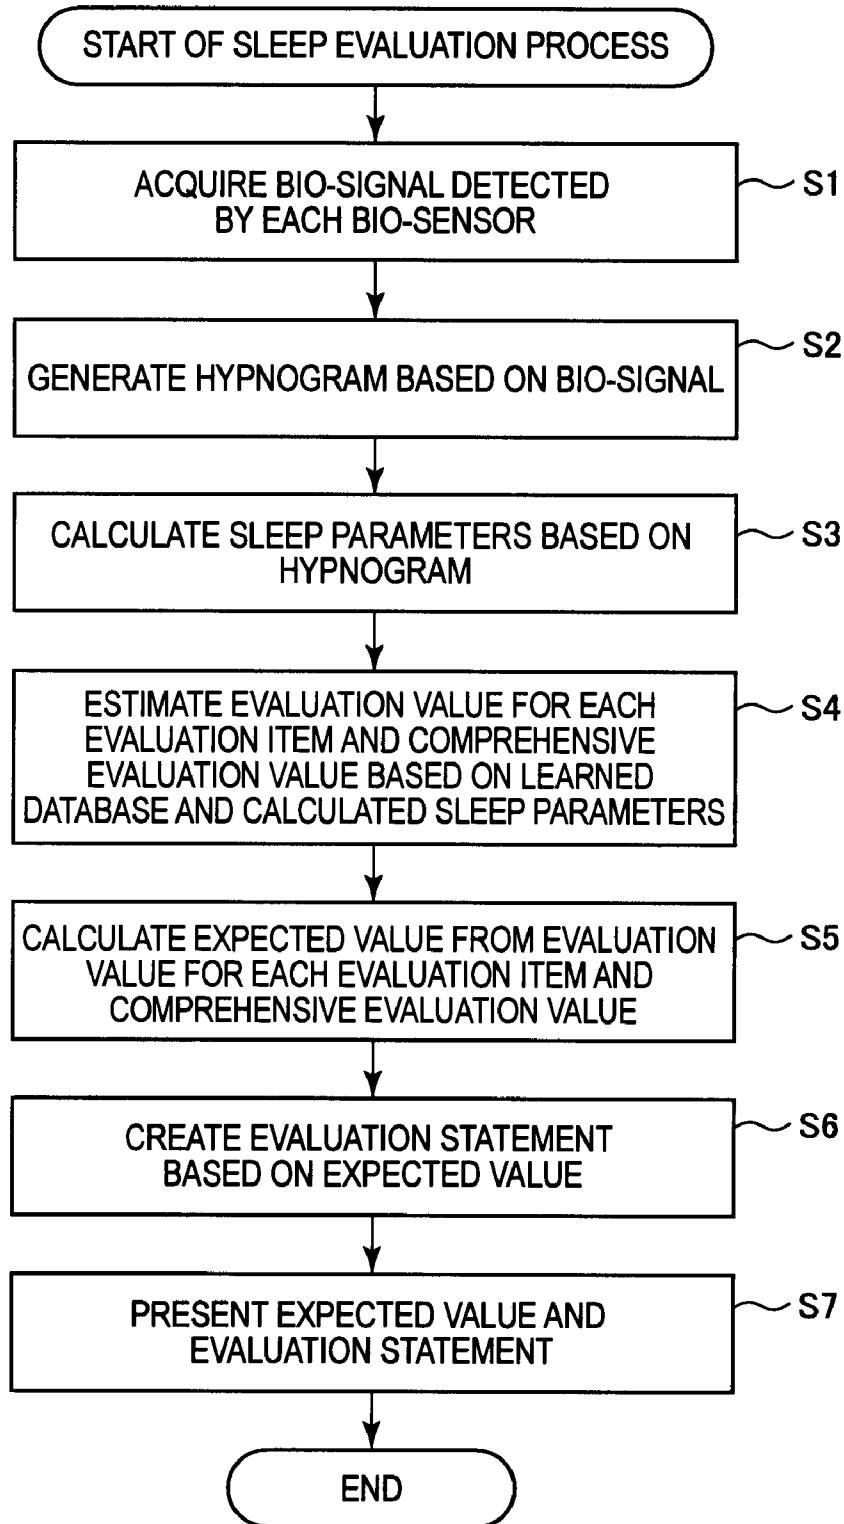 START OF SLEEP EVALUATION PROCESS
ACQUIRE BIO-SIGNAL DETECTED
BY EACH BIO-SENSOR
S1
GENERATE HYPNOGRAM BASED ON BIO-SIGNAL
S2
CALCULATE SLEEP PARAMETERS BASED ON
HYPNOGRAM
S3
ESTIMATE EVALUATION VALUE FOR EACH
EVALUATION ITEM AND COMPREHENSIVE
EVALUATION VALUE BASED ON LEARNED
DATABASE AND CALCULATED SLEEP PARAMETERS
S4
CALCULATE EXPECTED VALUE FROM EVALUATION
VALUE FOR EACH EVALUATION ITEM AND
COMPREHENSIVE EVALUATION VALUE
S5
CREATE EVALUATION STATEMENT
BASED ON EXPECTED VALUE
S6
PRESENT EXPECTED VALUE AND
EVALUATION STATEMENT
S7
END